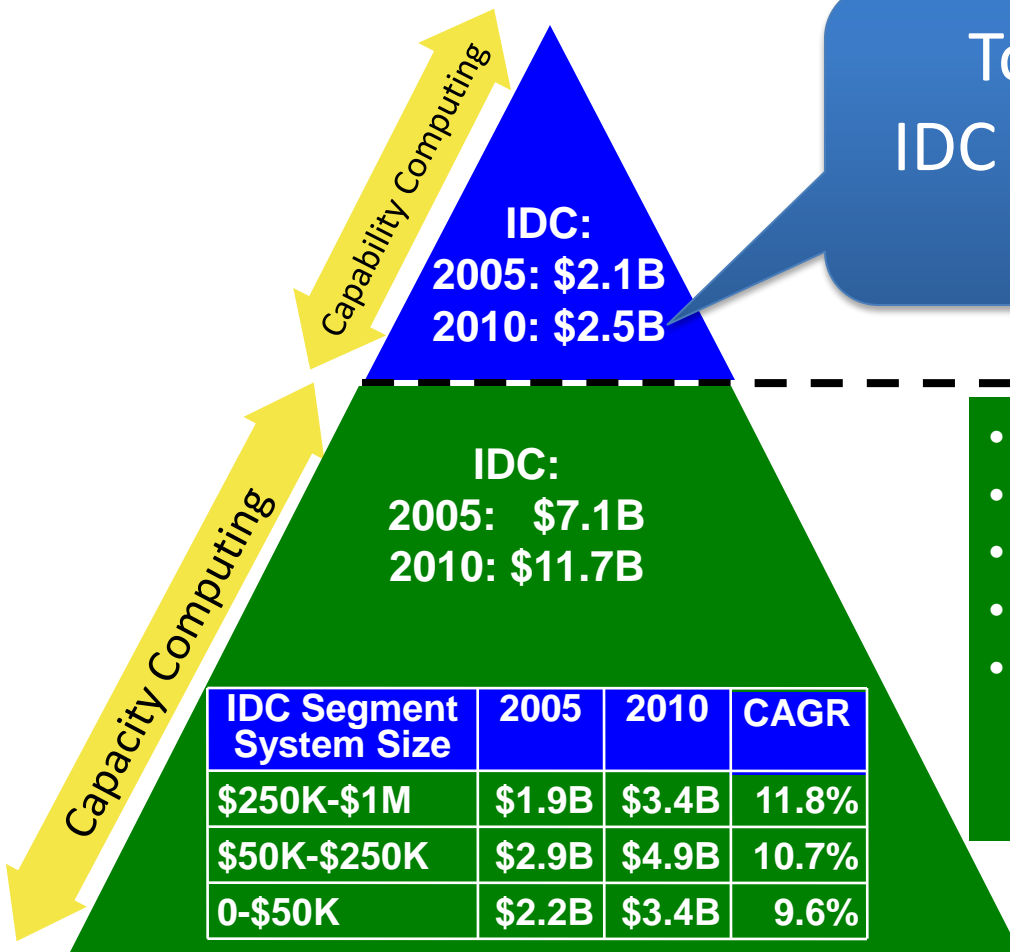 To
IDC
Capability Computing
IDC:
2005: $2.1B
2010: $2.5B
Capacity Computing
IDC:
2005: $7.1B
2010: $11.7B
IDC Segment System Size 2005 2010 CAGR
$250K-$1M $1.9B $3.4B 11.8%
$50K-$250K $2.9B $4.9B 10.7%
0-$50K $2.2B $3.4B 9.6%